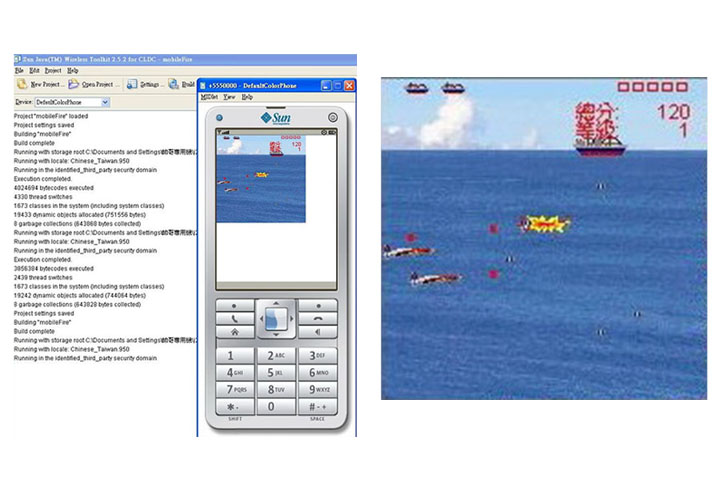 Sun Java(TM) Wireless Toolkit 2.5.2 for CLDC - mobileFire
File Edit Project Help
New Project ... Open Project ... Settings ... Build
Device: DefaultColorPhone
Project "mobileFire" loaded
Project settings saved
Building "mobileFire"
Build complete
Running with storage root C:\Documents and Settings\
Running with locale: Chinese_Taiwan.950
Running in the identified_third_party security domain
Execution completed.
4024694 bytecodes executed
4330 thread switches
1673 classes in the system (including system classes)
19433 dynamic objects allocated (751556 bytes)
8 garbage collections (643868 bytes collected)
Running with storage root C:\Documents and Settings\
Running with locale: Chinese_Taiwan.950
Running in the identified_third_party security domain
Execution completed.
3856384 bytecodes executed
2439 thread switches
1673 classes in the system (including system classes)
19242 dynamic objects allocated (744064 bytes)
8 garbage collections (643828 bytes collected)
Project settings saved
Building "mobileFire"
Build complete
Running with storage root C:\Documents and Settings\
Running with locale: Chinese_Taiwan.950
Running in the identified_third_party security domain
+5550000 - DefaultColorPhone
MIDlet View Help
Sun
總分 120
等級 1
1 2 ABC 3 DEF
4 GHI 5 JKL 6 MNO
7 PQRS 8 TUV 9 WXYZ
* . 0 # - +
SHIFT SPACE
總分 120
等級 1